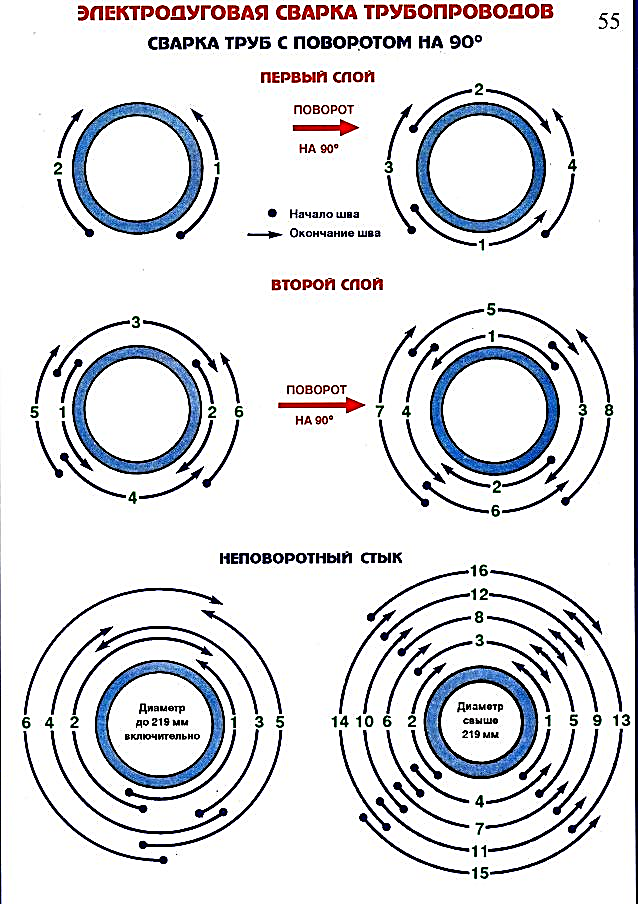 ЭЛЕКТРОДУГОВАЯ СВАРКА ТРУБОПРОВОДОВ
55
СВАРКА ТРУБ С ПОВОРОТОМ НА 90°
ПЕРВЫЙ СЛОЙ
2
1
ПОВОРОТ
НА 90°
2
3
4
1
Начало шва
Окончание шва
ВТОРОЙ СЛОЙ
3
5
1
2
6
4
ПОВОРОТ
НА 90°
5
1
7
4
3
8
2
6
НЕПОВОРОТНЫЙ СТЫК
6
4
2
Диаметр
до 219 мм
включительно
1
3
5
16
12
8
3
14
10
6
2
Диаметр
свыше
219 мм
1
5
9
13
4
7
11
15